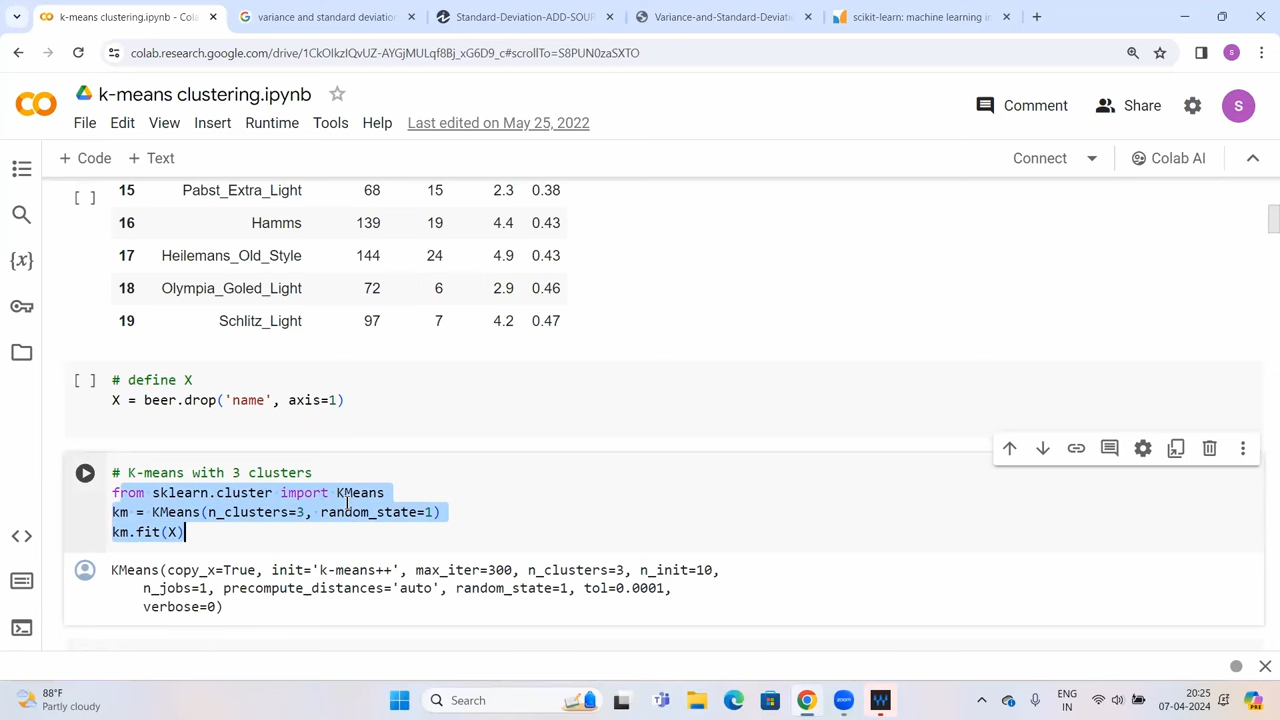 k-means clustering.ipynb - Cola
variance and standard deviation
Standard-Deviation-ADD-SOUR
Variance-and-Standard-Deviati
scikit-learn: machine learning in
colab.research.google.com/drive/1CkOIkzIQvUZ-AYGjMULqf8Bj_xG6D9_c#scrollTo=S8PUN0zaSXTO
S
CO
k-means clustering.ipynb
Comment
Share
S
File Edit View Insert Runtime Tools Help Last edited on May 25, 2022
+ Code + Text
Connect
Colab AI
[ ] 15 Pabst_Extra_Light 68 15 2.3 0.38
16 Hamms 139 19 4.4 0.43
17 Heilemans_Old_Style 144 24 4.9 0.43
18 Olympia_Goled_Light 72 6 2.9 0.46
19 Schlitz_Light 97 7 4.2 0.47
{x}
[ ] # define X
X = beer.drop('name', axis=1)
# K-means with 3 clusters
from sklearn.cluster import KMeans
km = KMeans(n_clusters=3, random_state=1)
km.fit(X)
KMeans(copy_x=True, init='k-means++', max_iter=300, n_clusters=3, n_init=10,
n_jobs=1, precompute_distances='auto', random_state=1, tol=0.0001,
verbose=0)
88°F
Partly cloudy
Search
ENG
IN
20:25
07-04-2024